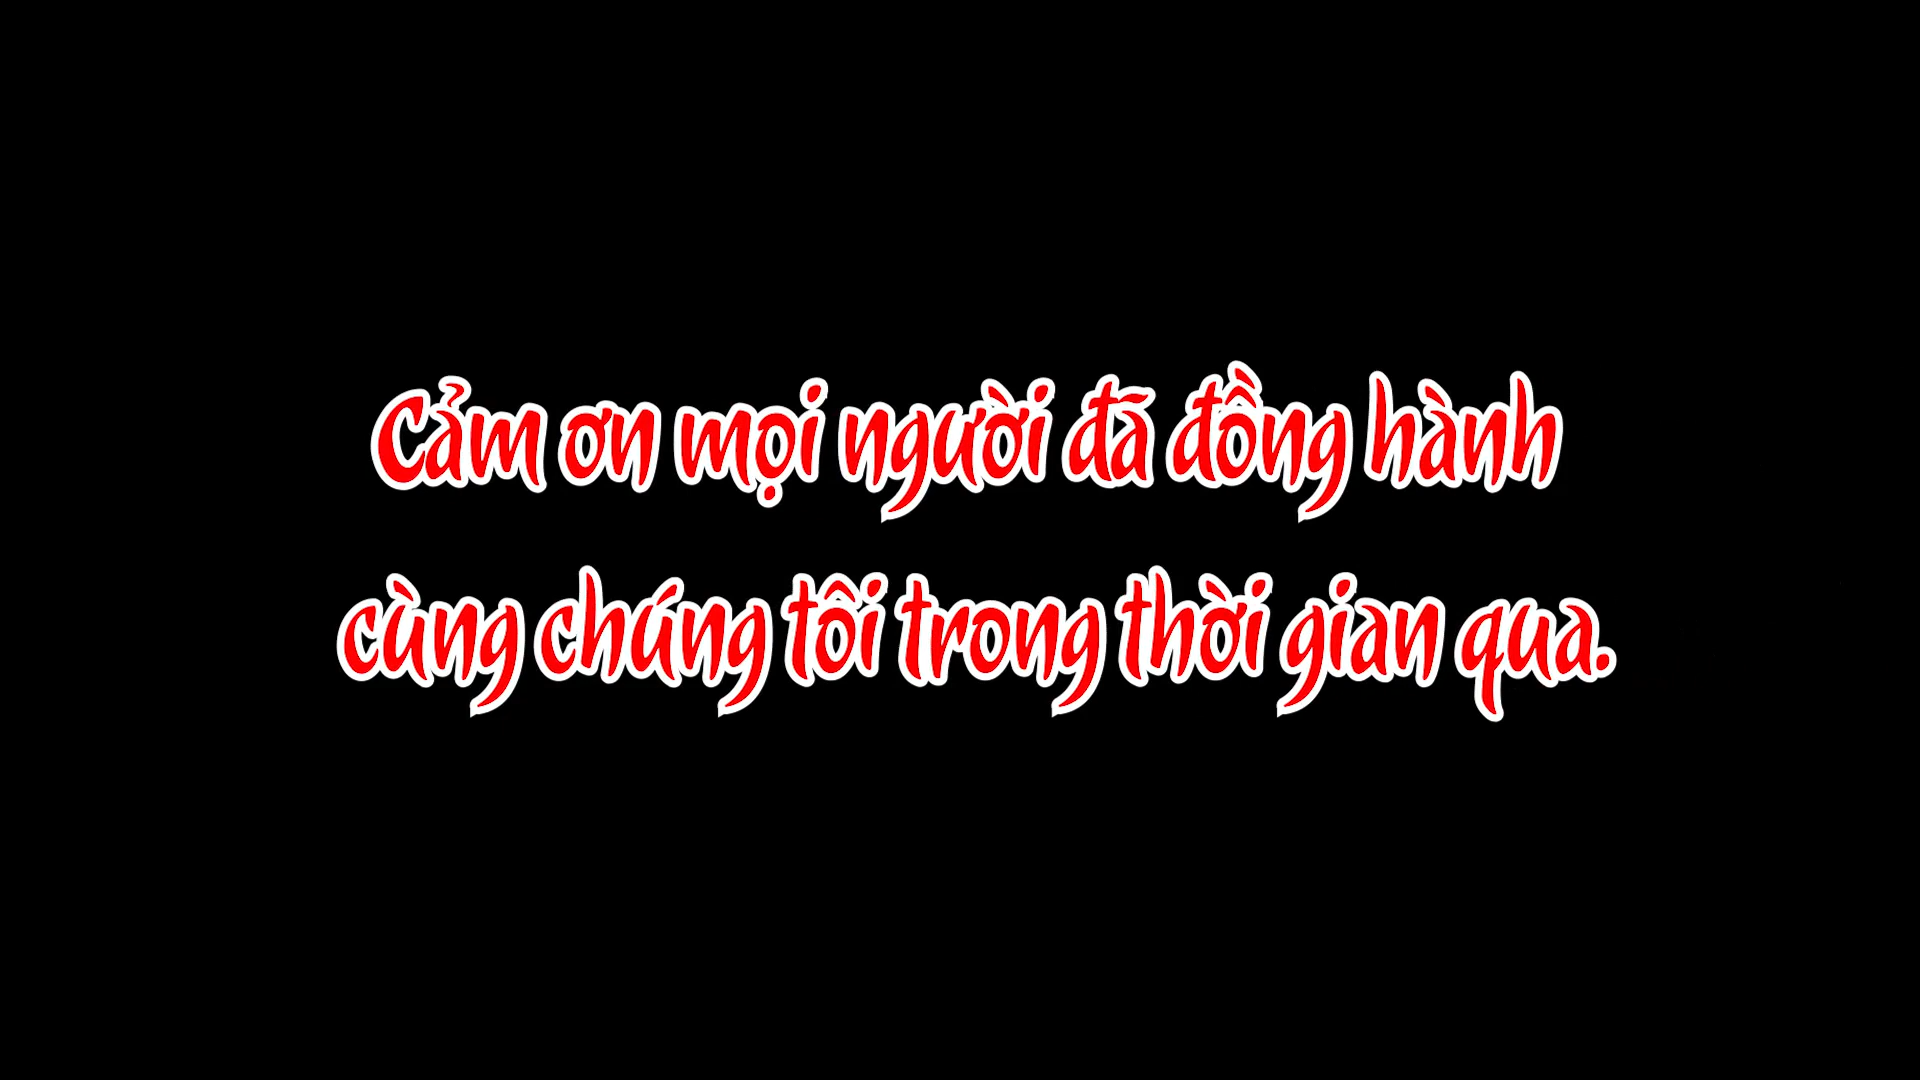 Cảm ơn mọi người đã đồng hành
cùng chúng tôi trong thời gian qua.